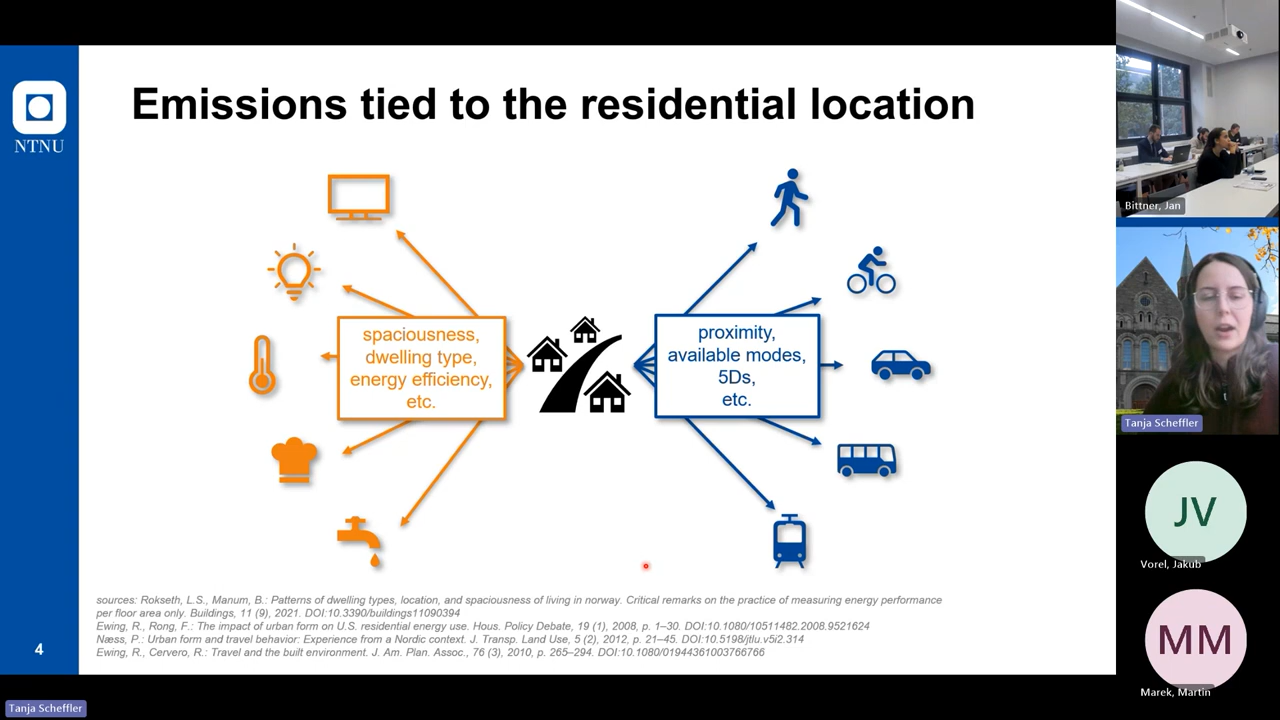 Emissions tied to the residential location
NTNU
spaciousness,
dwelling type,
energy efficiency,
etc.
proximity,
available modes,
5Ds,
etc.
sources: Rokseth, L.S., Manum, B.: Patterns of dwelling types, location, and spaciousness of living in norway. Critical remarks on the practice of measuring energy performance
per floor area only. Buildings, 11 (9), 2021. DOI:10.3390/buildings11090394
Ewing, R., Rong, F.: The impact of urban form on U.S. residential energy use. Hous. Policy Debate, 19 (1), 2008, p. 1–30. DOI:10.1080/10511482.2008.9521624
Næss, P.: Urban form and travel behavior: Experience from a Nordic context. J. Transp. Land Use, 5 (2), 2012, p. 21–45. DOI:10.5198/jtlu.v5i2.314
Ewing, R., Cervero, R.: Travel and the built environment. J. Am. Plan. Assoc., 76 (3), 2010, p. 265–294. DOI:10.1080/01944361003766766
4
Tanja Scheffler
Bittner, Jan
Tanja Scheffler
JV
Vorel, Jakub
MM
Marek, Martin